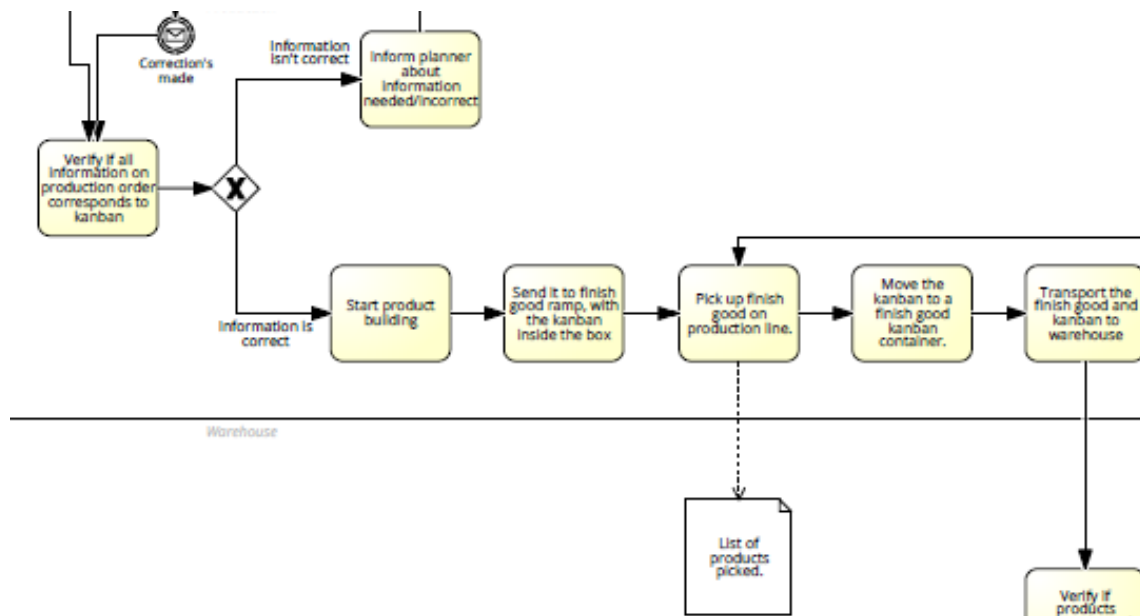 Correction's
made
Information
isn't correct
Inform planner
about
information
needed/incorrect
Verify if all
information on
production order
corresponds to
kanban
X
Information is
correct
Start product
building
Send it to finish
good ramp, with
the kanban
inside the box
Pick up finish
good on
production line.
Move the
kanban to a
finish good
kanban
container.
Transport the
finish good and
kanban to
warehouse
Warehouse
List of
products
picked.
Verify if
products